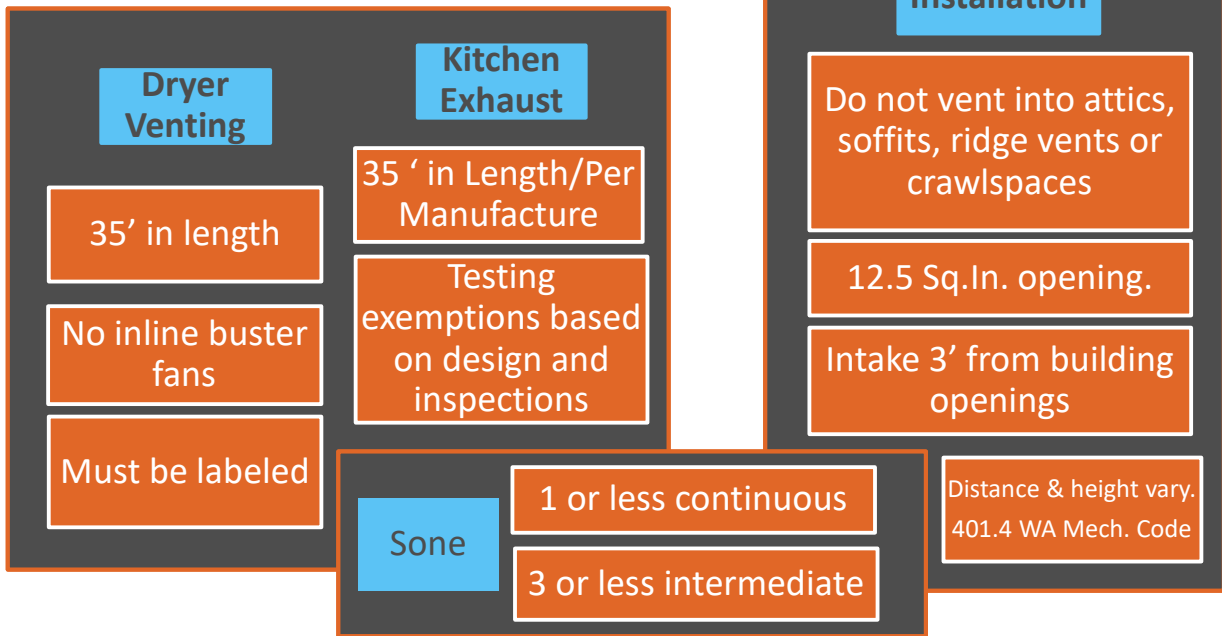 Dryer
Venting
35’ in length
No inline buster
fans
Must be labeled
Kitchen
Exhaust
35 ‘ in Length/Per
Manufacture
Testing
exemptions based
on design and
inspections
Sone
1 or less continuous
3 or less intermediate
Installation
Do not vent into attics,
soffits, ridge vents or
crawlspaces
12.5 Sq.In. opening.
Intake 3’ from building
openings
Distance & height vary.
401.4 WA Mech. Code